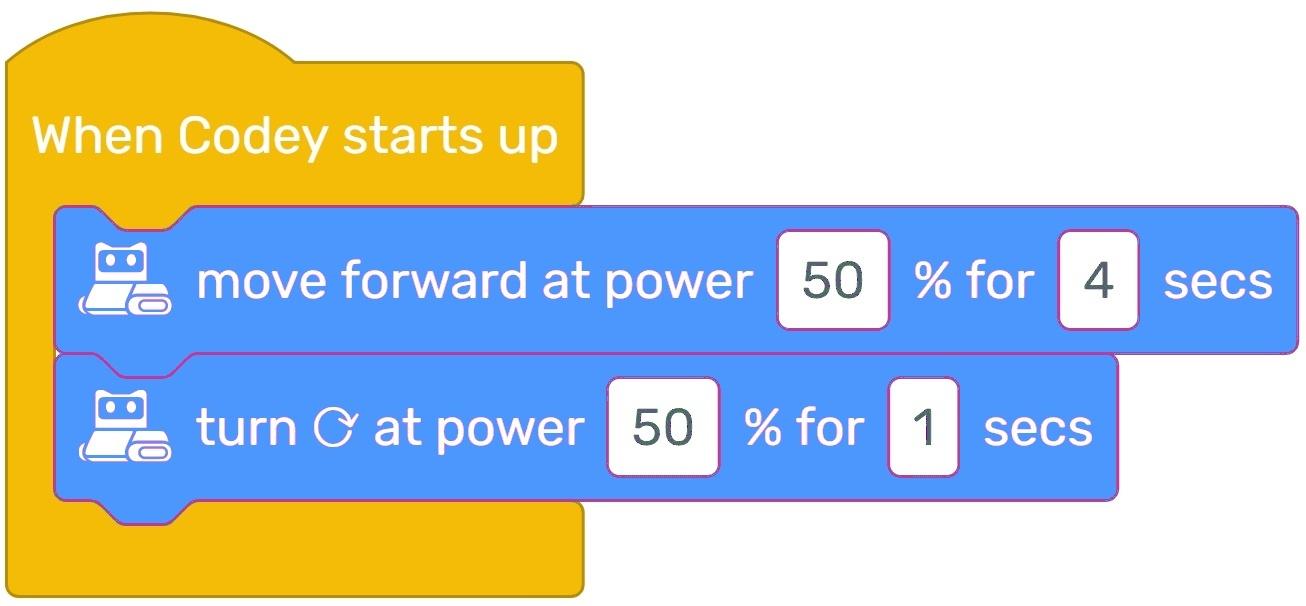 When Codey starts up
move forward at power 50 % for 4 secs
turn ↻ at power 50 % for 1 secs